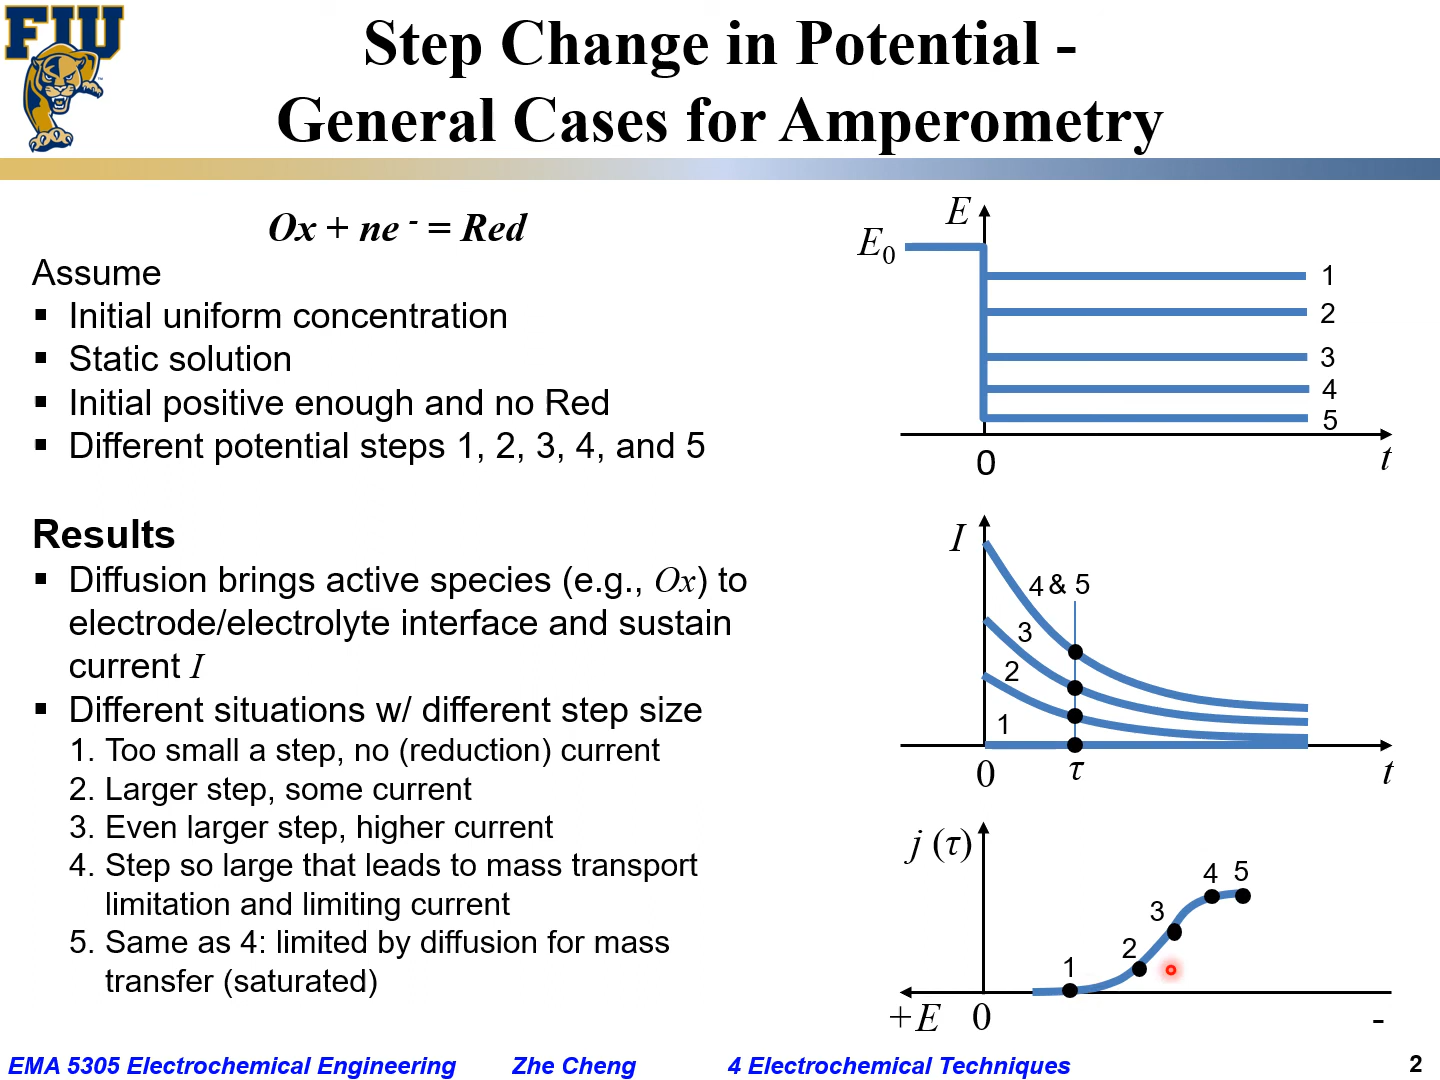 FIU
Step Change in Potential -
General Cases for Amperometry
Ox + ne - = Red
Assume
▪ Initial uniform concentration
▪ Static solution
▪ Initial positive enough and no Red
▪ Different potential steps 1, 2, 3, 4, and 5
Results
▪ Diffusion brings active species (e.g., Ox) to
electrode/electrolyte interface and sustain
current I
▪ Different situations w/ different step size
1. Too small a step, no (reduction) current
2. Larger step, some current
3. Even larger step, higher current
4. Step so large that leads to mass transport
limitation and limiting current
5. Same as 4: limited by diffusion for mass
transfer (saturated)
E
E0
1
2
3
4
5
0
t
I
4 & 5
3
2
1
0
τ
t
j (τ)
4 5
3
2
1
+E 0
-
EMA 5305 Electrochemical Engineering Zhe Cheng 4 Electrochemical Techniques 2